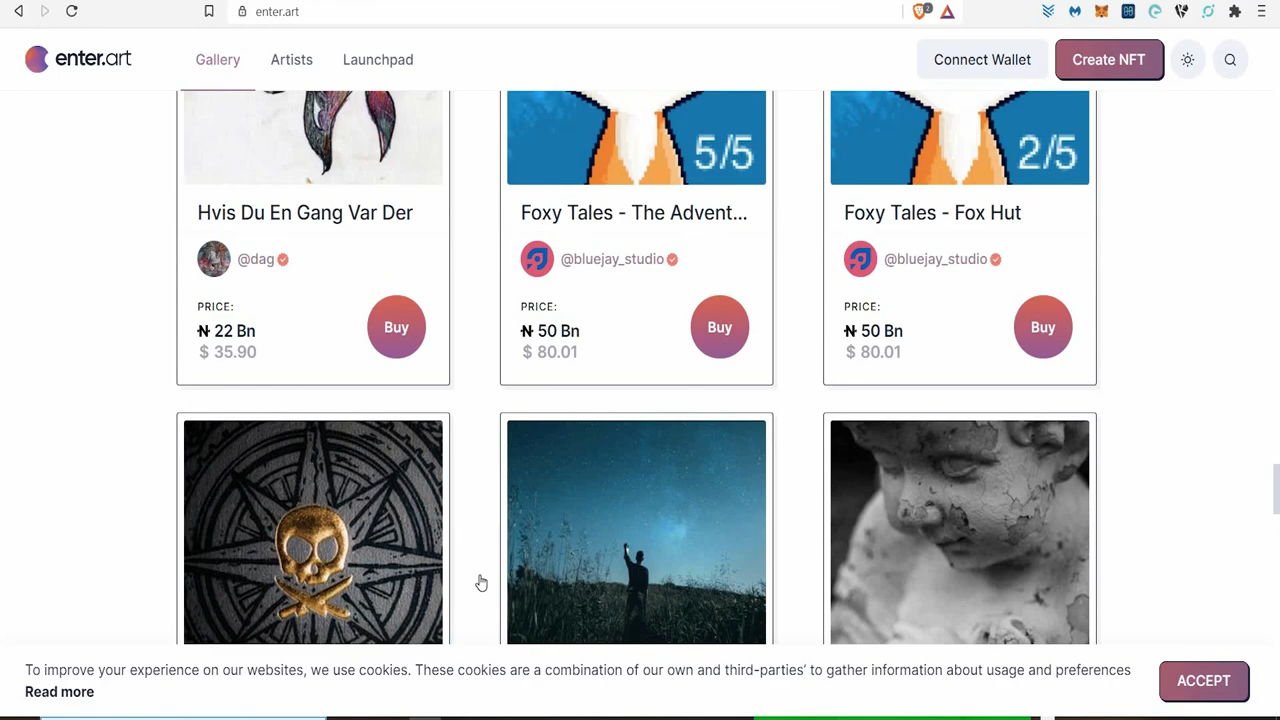 enter.art
2
enter.art
Gallery
Artists
Launchpad
Connect Wallet
Create NFT
5/5
2/5
Hvis Du En Gang Var Der
Foxy Tales - The Advent...
Foxy Tales - Fox Hut
@dag
@bluejay_studio
@bluejay_studio
PRICE:
₦ 22 Bn
$ 35.90
Buy
PRICE:
₦ 50 Bn
$ 80.01
Buy
PRICE:
₦ 50 Bn
$ 80.01
Buy
To improve your experience on our websites, we use cookies. These cookies are a combination of our own and third-parties‘ to gather information about usage and preferences
Read more
ACCEPT